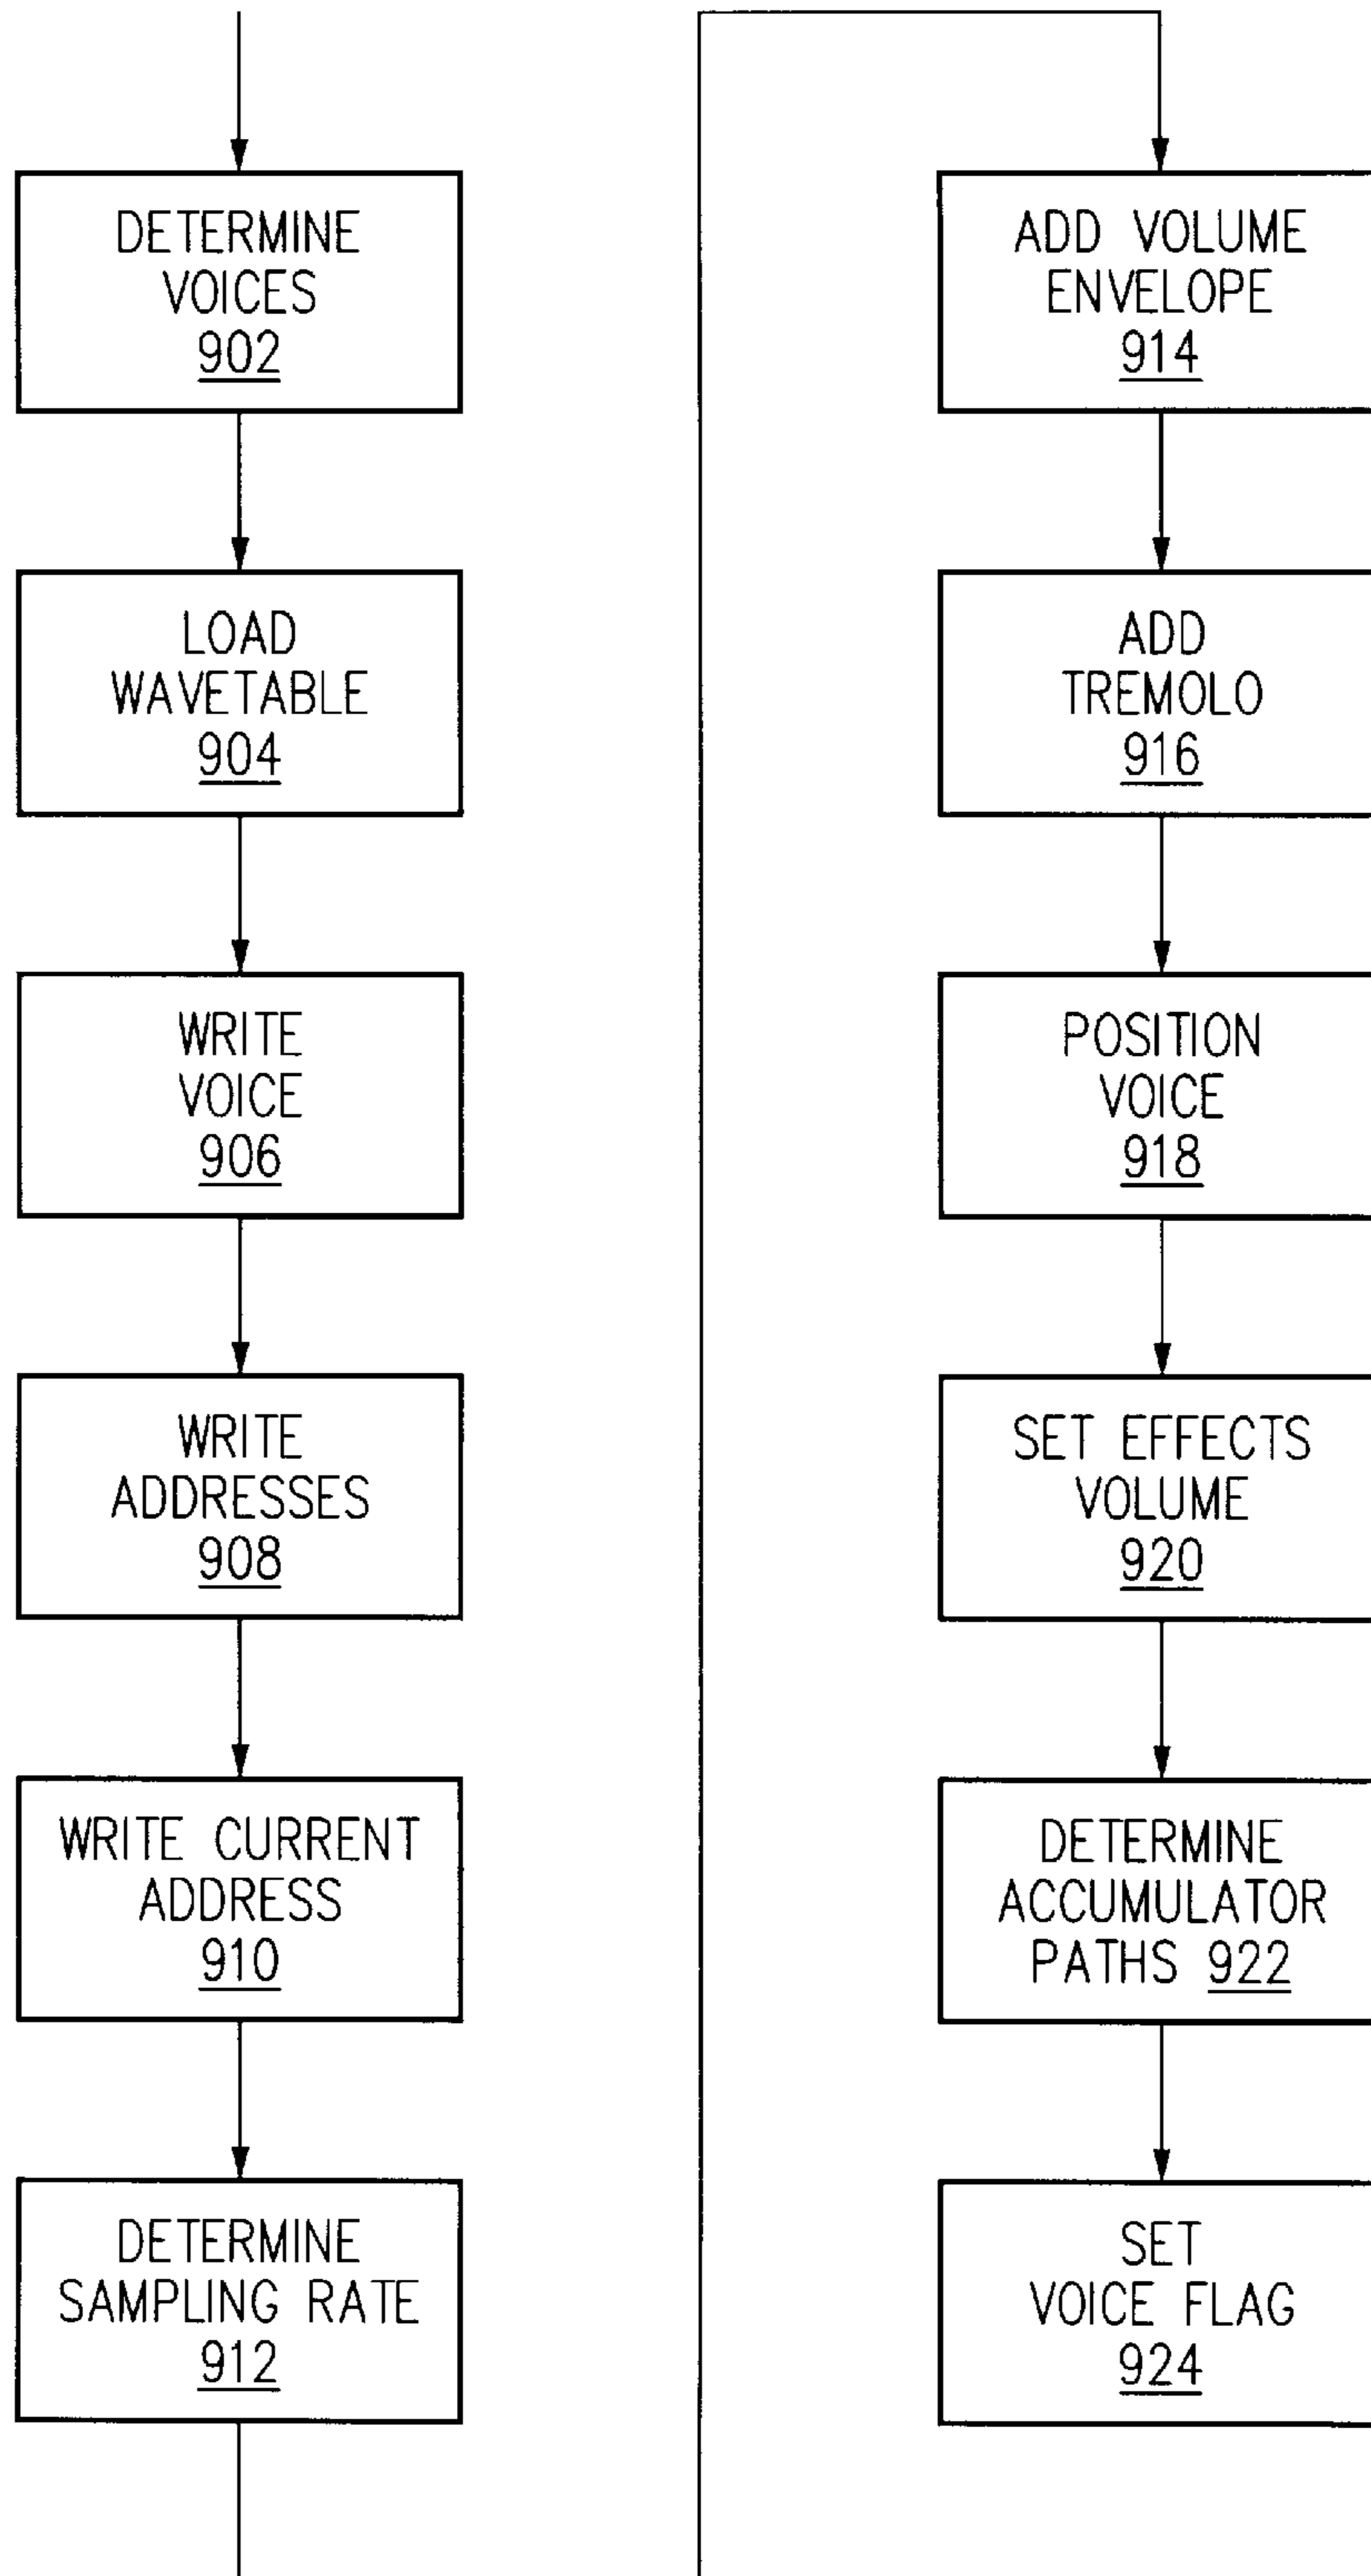 DETERMINE
VOICES
902
LOAD
WAVETABLE
904
WRITE
VOICE
906
WRITE
ADDRESSES
908
WRITE CURRENT
ADDRESS
910
DETERMINE
SAMPLING RATE
912
ADD VOLUME
ENVELOPE
914
ADD
TREMOLO
916
POSITION
VOICE
918
SET EFFECTS
VOLUME
920
DETERMINE
ACCUMULATOR
PATHS 922
SET
VOICE FLAG
924